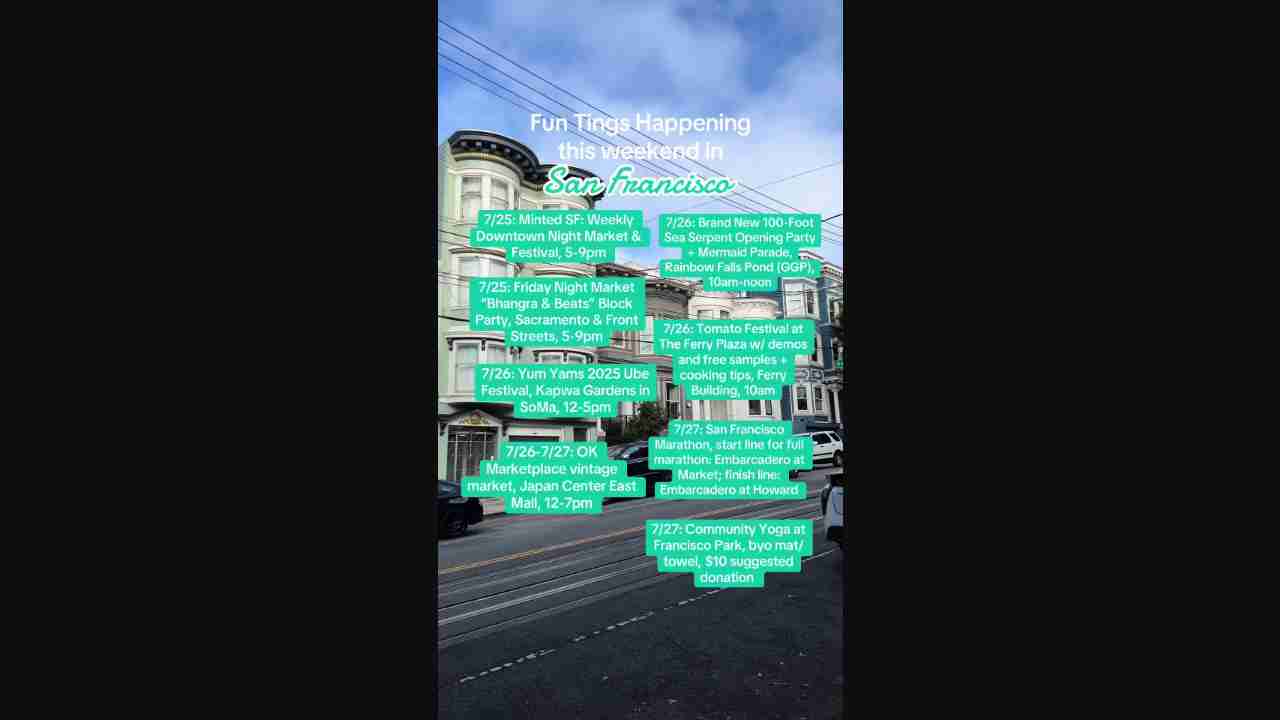 Fun Tings Happening
this weekend in
San Francisco
7/25: Minted SF: Weekly
Downtown Night Market &
Festival, 5-9pm
7/25: Friday Night Market
"Bhangra & Beats" Block
Party, Sacramento & Front
Streets, 5-9pm
7/26: Yum Yams 2025 Ube
Festival, Kapwa Gardens in
SoMa, 12-5pm
7/26-7/27: OK
Marketplace vintage
market, Japan Center East
Mall, 12-7pm
7/26: Brand New 100-Foot
Sea Serpent Opening Party
+ Mermaid Parade,
Rainbow Falls Pond (GGP),
10am-noon
7/26: Tomato Festival at
The Ferry Plaza w/ demos
and free samples +
cooking tips, Ferry
Building, 10am
7/27: San Francisco
Marathon, start line for full
marathon: Embarcadero at
Market; finish line:
Embarcadero at Howard
7/27: Community Yoga at
Francisco Park, byo mat/
towel, $10 suggested
donation